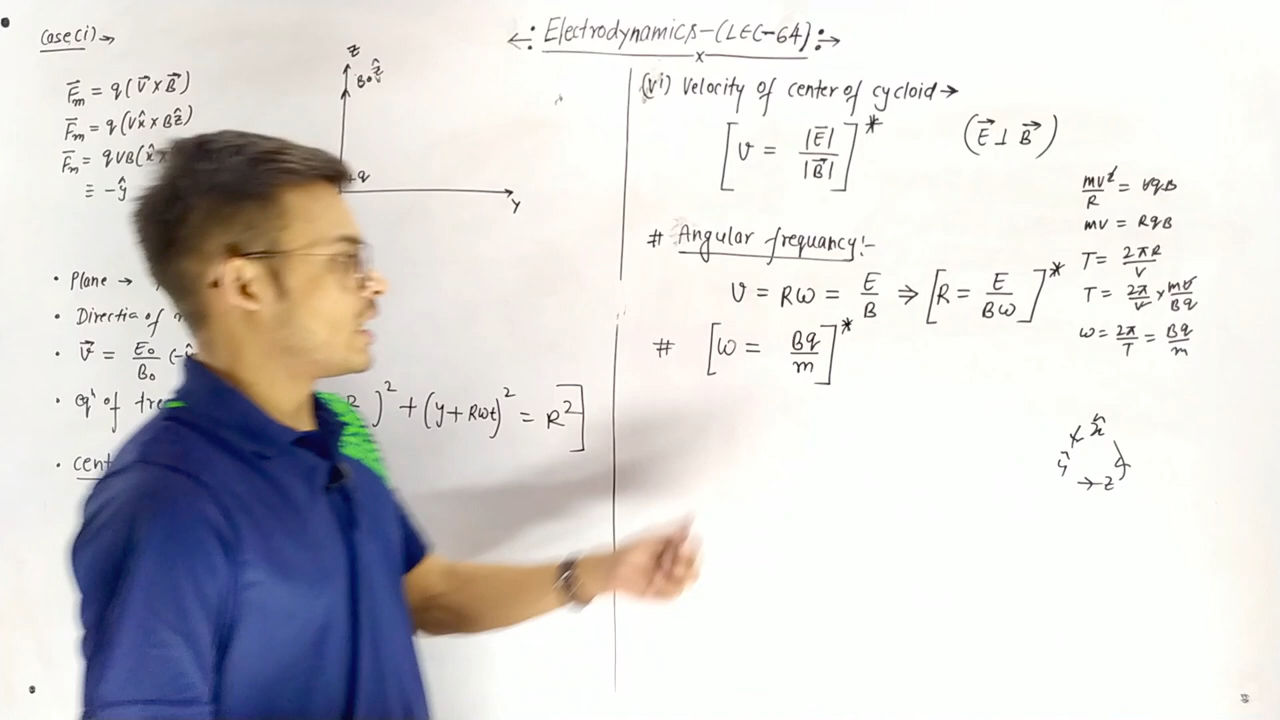 ←: Electrodynamics-(LEC-64):→
Case(i)→
F⃗m = q(V⃗ x B⃗)
F⃗m = q(Vx̂ x Bẑ)
F⃗m = qVB(x̂
≡ -ŷ
z
B₀ẑ
+q
y
• Plane →
• Directio of
• v⃗ = E₀/B₀ (-
• eqⁿ of
)² + (y+Rωt)² = R²]
• cent
(vi) Velocity of center of cycloid →
[v = |E⃗|/|B⃗|]* (E⃗ ⊥ B⃗)
# Angular frequancy!-
v = Rω = E/B ⇒ [R = E/Bω]*
# [ω = Bq/m]*
mv²/R = vqB
mv = RqB
T = 2πR/v
T = 2π/v x mv/Bq
ω = 2π/T = Bq/m
x̂
ŷ
→ z